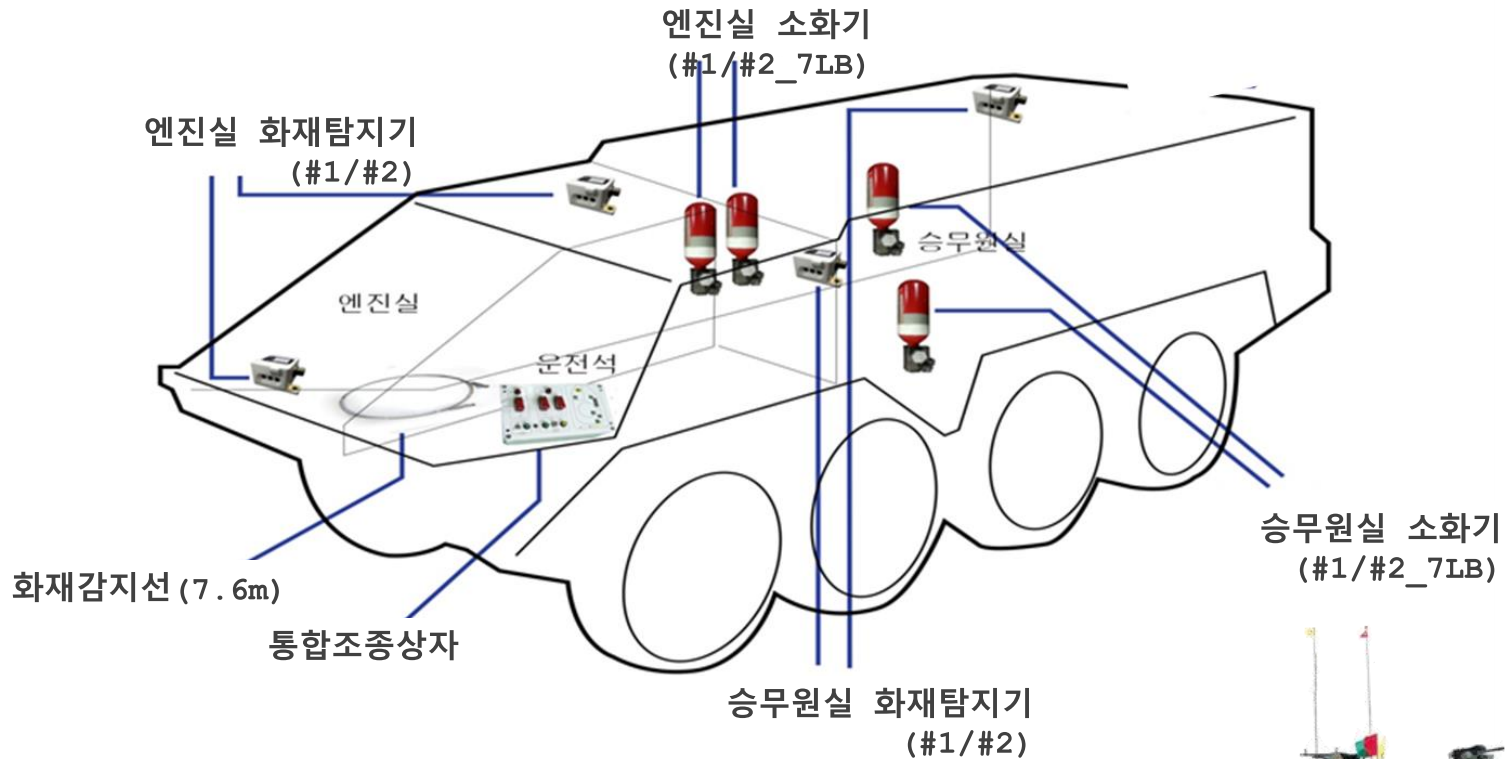 엔진실 소화기
(#1/#2_7LB)
엔진실 화재탐지기
(#1/#2)
승무원실
엔진실
운전석
승무원실 소화기
(#1/#2_7LB)
화재감지선(7.6m)
통합조종상자
승무원실 화재탐지기
(#1/#2)